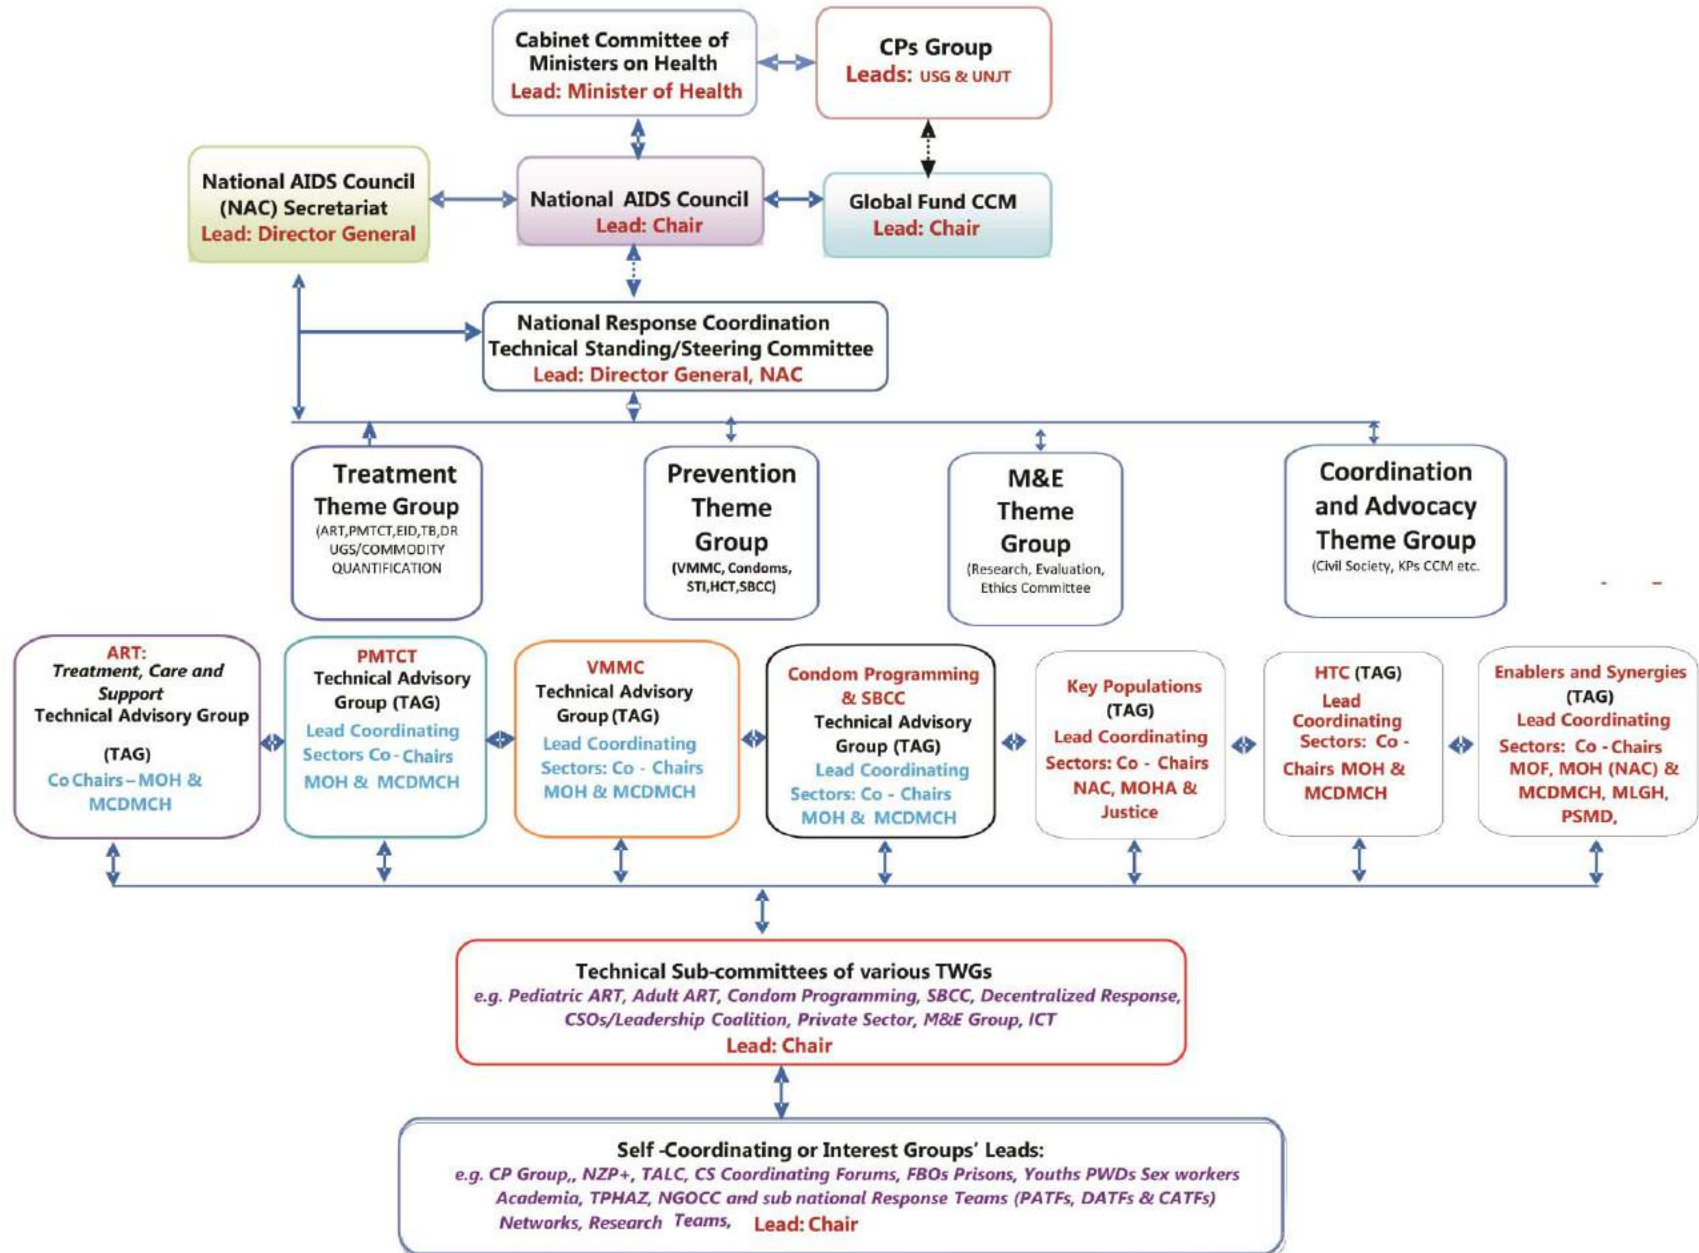 Cabinet Committee of
Ministers on Health
Lead: Minister of Health
CPs Group
Leads: USG & UNJT
National AIDS Council
(NAC) Secretariat
Lead: Director General
National AIDS Council
Lead: Chair
Global Fund CCM
Lead: Chair
National Response Coordination
Technical Standing/Steering Committee
Lead: Director General, NAC
Treatment
Theme Group
(ART,PMTCT,EID,TB,DR
UGS/COMMODITY
QUANTIFICATION
Prevention
Theme
Group
(VMMC, Condoms,
STI,HCT,SBCC)
M&E
Theme
Group
(Research, Evaluation,
Ethics Committee
Coordination
and Advocacy
Theme Group
(Civil Society, KPs CCM etc.
ART:
Treatment, Care and
Support
Technical Advisory Group
(TAG)
Co Chairs – MOH &
MCDMCH
PMTCT
Technical Advisory
Group (TAG)
Lead Coordinating
Sectors Co - Chairs
MOH & MCDMCH
VMMC
Technical Advisory
Group (TAG)
Lead Coordinating
Sectors: Co - Chairs
MOH & MCDMCH
Condom Programming
& SBCC
Technical Advisory
Group (TAG)
Lead Coordinating
Sectors: Co - Chairs
MOH & MCDMCH
Key Populations
(TAG)
Lead Coordinating
Sectors: Co - Chairs
NAC, MOHA &
Justice
HTC (TAG)
Lead
Coordinating
Sectors: Co -
Chairs MOH &
MCDMCH
Enablers and Synergies
(TAG)
Lead Coordinating
Sectors: Co - Chairs
MOF, MOH (NAC) &
MCDMCH, MLGH,
PSMD,
Technical Sub-committees of various TWGs
e.g. Pediatric ART, Adult ART, Condom Programming, SBCC, Decentralized Response,
CSOs/Leadership Coalition, Private Sector, M&E Group, ICT
Lead: Chair
Self -Coordinating or Interest Groups' Leads:
e.g. CP Group,, NZP+, TALC, CS Coordinating Forums, FBOs Prisons, Youths PWDs Sex workers
Academia, TPHAZ, NGOCC and sub national Response Teams (PATFs, DATFs & CATFs)
Networks, Research Teams, Lead: Chair